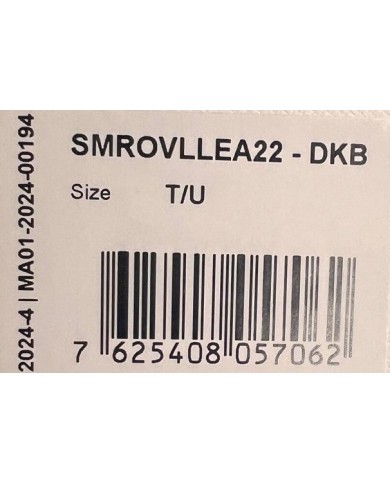 SMROVLLEA22 - DKB
Size T/U
7 625408 057062
2024-4 | MA01-2024-00194